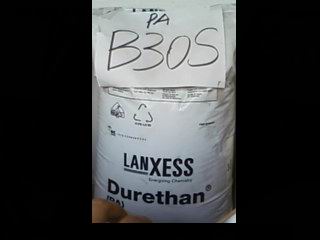 PA
B30S
LANXESS
Energizing Chemistry
Durethan®
(PA)